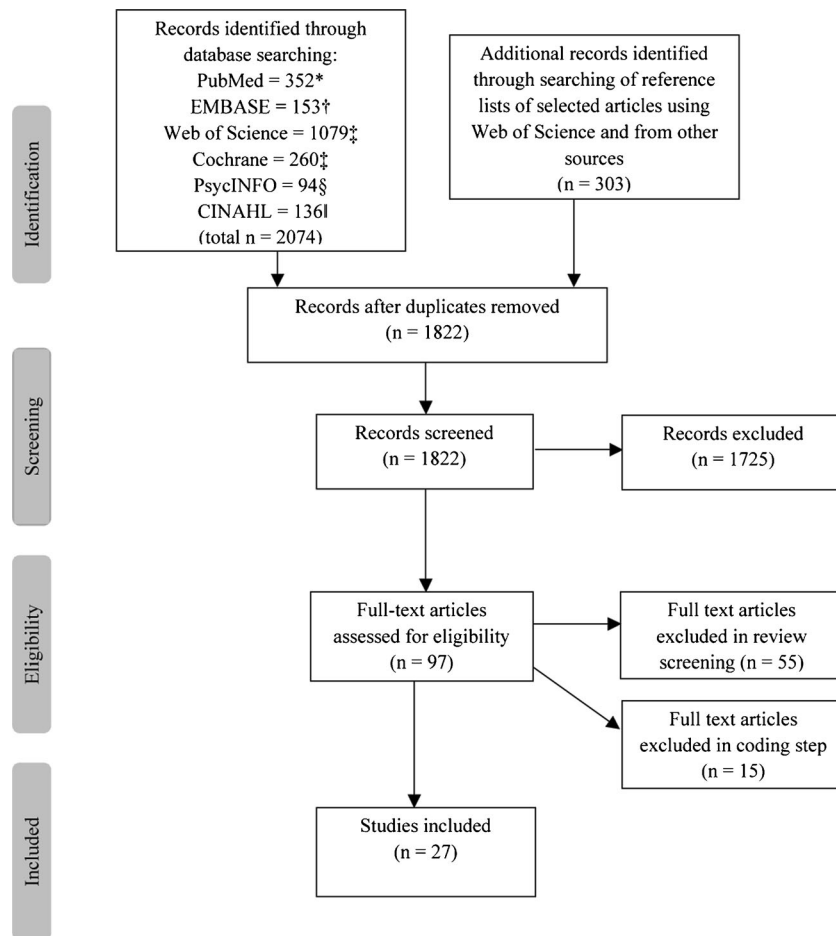 Records identified through
database searching:
PubMed = 352*
EMBASE = 153†
Web of Science = 1079‡
Cochrane = 260‡
PsycINFO = 94§
CINAHL = 136‖
(total n = 2074)
Additional records identified
through searching of reference
lists of selected articles using
Web of Science and from other
sources
(n = 303)
Identification
Records after duplicates removed
(n = 1822)
Screening
Records screened
(n = 1822)
Records excluded
(n = 1725)
Eligibility
Full-text articles
assessed for eligibility
(n = 97)
Full text articles
excluded in review
screening (n = 55)
Full text articles
excluded in coding step
(n = 15)
Included
Studies included
(n = 27)